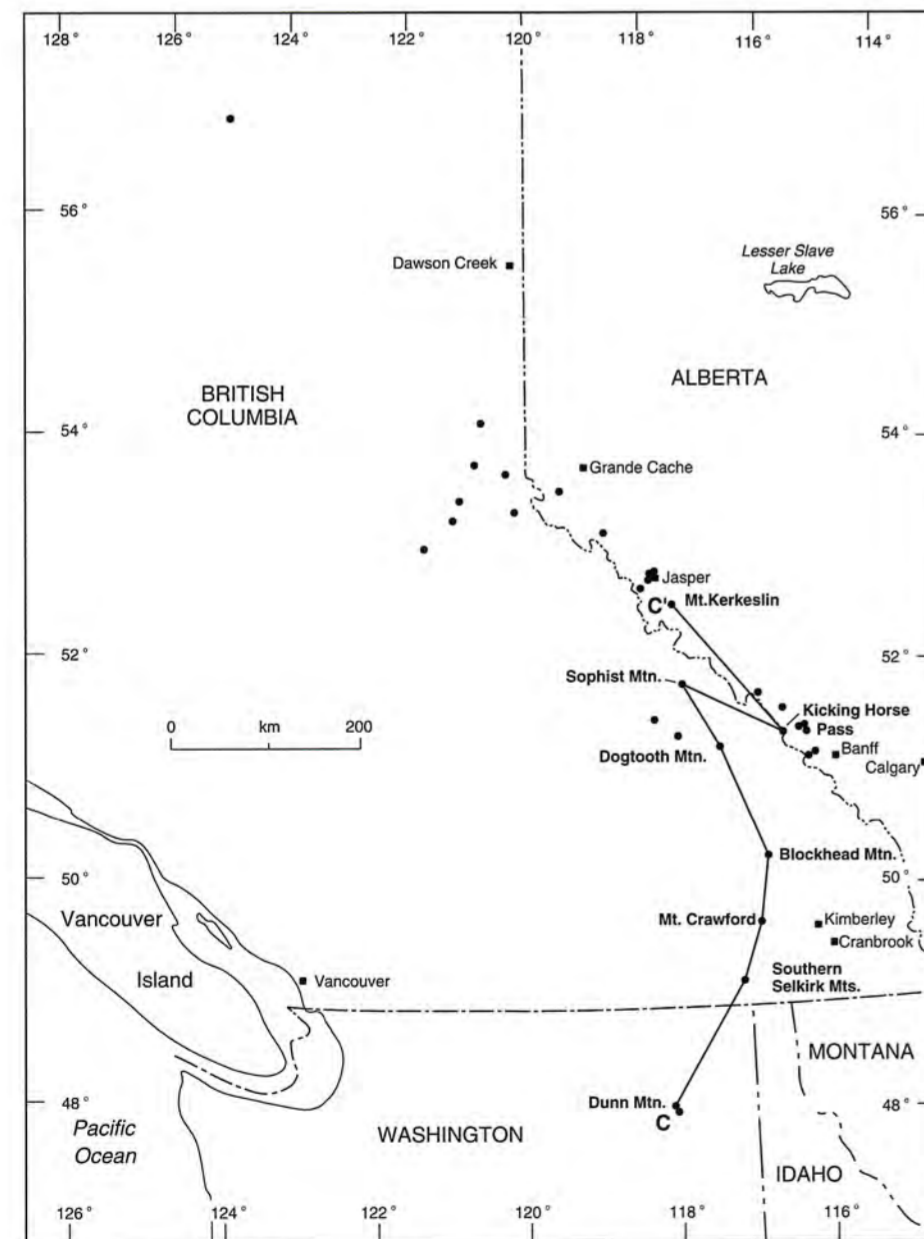 128°
126°
124°
122°
120°
118°
116°
114°
56°
56°
Dawson Creek
Lesser Slave
Lake
BRITISH
COLUMBIA
ALBERTA
54°
54°
Grande Cache
Jasper
C'
Mt.Kerkeslin
52°
52°
Sophist Mtn.
0
km
200
Kicking Horse
Pass
Banff
Dogtooth Mtn.
Calgary
50°
50°
Blockhead Mtn.
Vancouver
Island
Mt. Crawford
Kimberley
Cranbrook
Vancouver
Southern
Selkirk Mts.
MONTANA
48°
48°
Dunn Mtn.
C
Pacific
Ocean
WASHINGTON
IDAHO
126°
124°
122°
120°
118°
116°